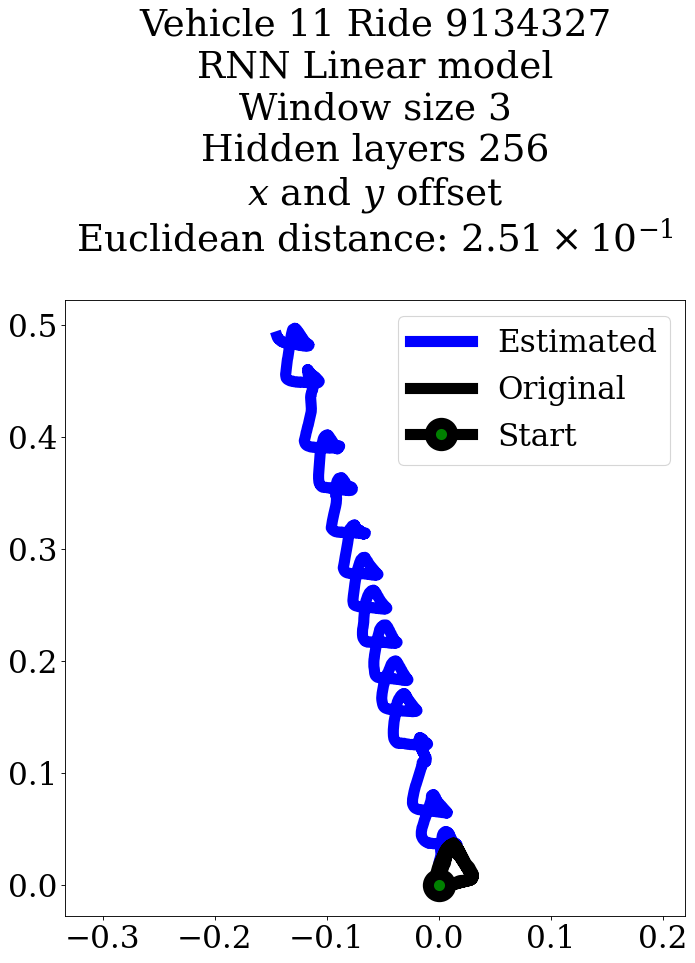 Vehicle 11 Ride 9134327
RNN Linear model
Window size 3
Hidden layers 256
x and y offset
Euclidean distance: 2.51 × 10⁻¹
Estimated
Original
Start
0.5
0.4
0.3
0.2
0.1
0.0
−0.3 −0.2 −0.1 0.0 0.1 0.2